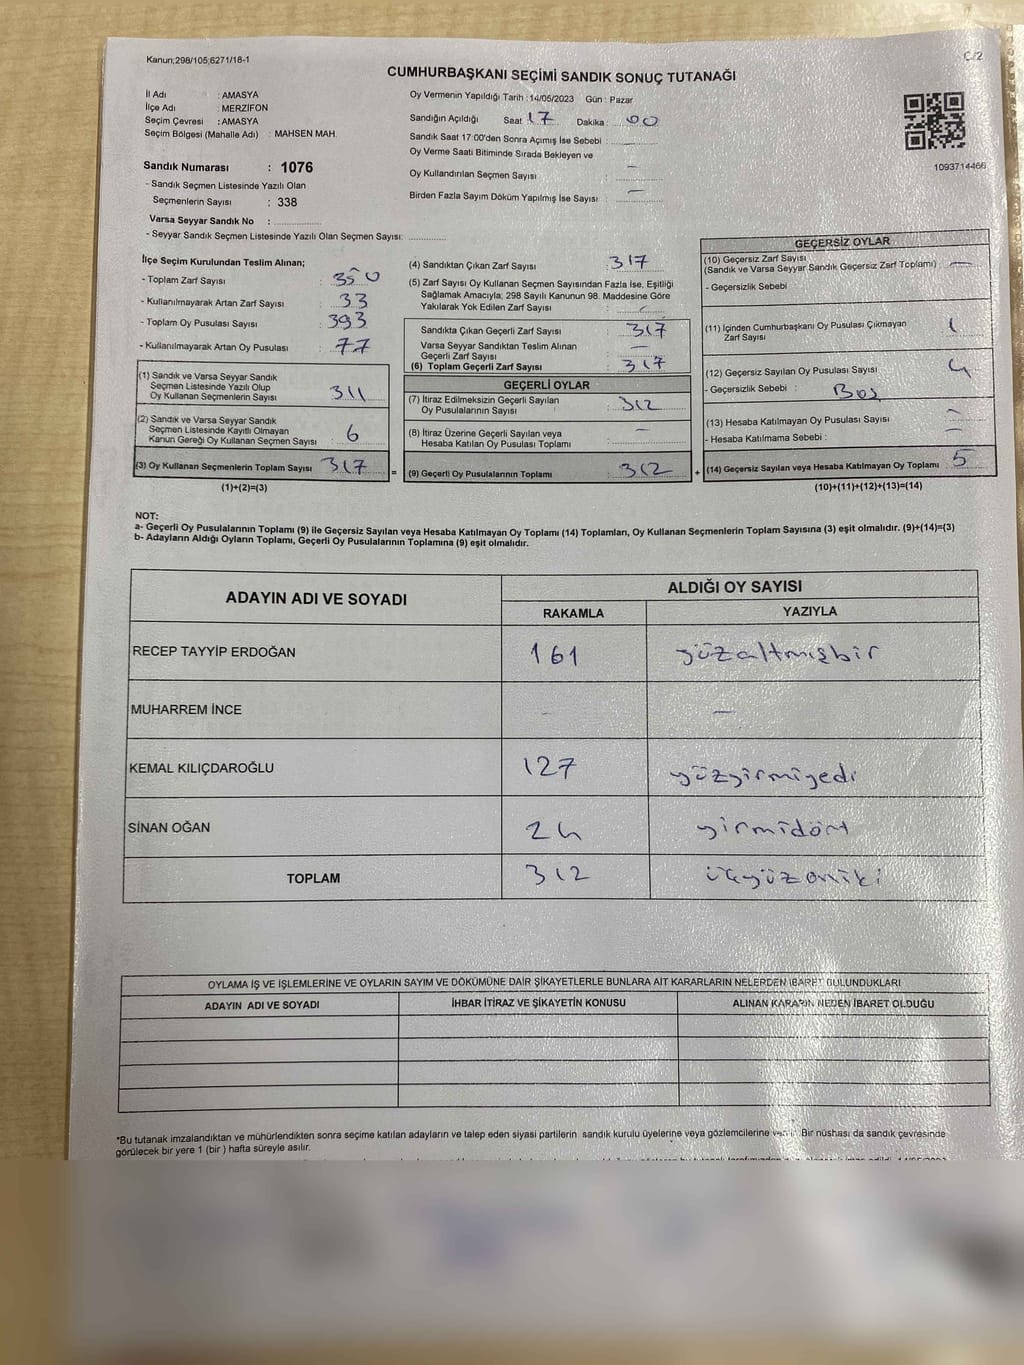 Kanun;298/105;6271/18-1
C/2
CUMHURBAŞKANI SEÇİMİ SANDIK SONUÇ TUTANAĞI
İl Adı : AMASYA
İlçe Adı : MERZİFON
Seçim Çevresi : AMASYA
Seçim Bölgesi (Mahalle Adı) : MAHSEN MAH.
Sandık Numarası : 1076
- Sandık Seçmen Listesinde Yazılı Olan
Seçmenlerin Sayısı : 338
Varsa Seyyar Sandık No :
- Seyyar Sandık Seçmen Listesinde Yazılı Olan Seçmen Sayısı:
Oy Vermenin Yapıldığı Tarih : 14/05/2023 Gün : Pazar
Sandığın Açıldığı Saat : 17 Dakika : 00
Sandık Saat 17:00'den Sonra Açımış İse Sebebi : —
Oy Verme Saati Bitiminde Sırada Bekleyen ve
Oy Kullandırılan Seçmen Sayısı : —
Birden Fazla Sayım Döküm Yapılmış İse Sayısı : —
1093714466
İlçe Seçim Kurulundan Teslim Alınan;
- Toplam Zarf Sayısı : 350
- Kullanılmayarak Artan Zarf Sayısı : 33
- Toplam Oy Pusulası Sayısı : 393
- Kullanılmayarak Artan Oy Pusulası : 77
(1) Sandık ve Varsa Seyyar Sandık
Seçmen Listesinde Yazılı Olup
Oy Kullanan Seçmenlerin Sayısı : 311
(2) Sandık ve Varsa Seyyar Sandık
Seçmen Listesinde Kayıtlı Olmayan
Kanun Gereği Oy Kullanan Seçmen Sayısı : 6
(3) Oy Kullanan Seçmenlerin Toplam Sayısı : 317
(1)+(2)=(3)
(4) Sandıktan Çıkan Zarf Sayısı : 317
(5) Zarf Sayısı Oy Kullanan Seçmen Sayısından Fazla İse, Eşitliği
Sağlamak Amacıyla; 298 Sayılı Kanunun 98. Maddesine Göre
Yakılarak Yok Edilen Zarf Sayısı :
Sandıkta Çıkan Geçerli Zarf Sayısı : 317
Varsa Seyyar Sandıktan Teslim Alınan
Geçerli Zarf Sayısı : —
(6) Toplam Geçerli Zarf Sayısı : 317
GEÇERLİ OYLAR
(7) İtiraz Edilmeksizin Geçerli Sayılan
Oy Pusulalarının Sayısı : 312
(8) İtiraz Üzerine Geçerli Sayılan veya
Hesaba Katılan Oy Pusulası Toplamı : —
= (9) Geçerli Oy Pusulalarının Toplamı : 312 +
GEÇERSİZ OYLAR
(10) Geçersiz Zarf Sayısı
(Sandık ve Varsa Seyyar Sandık Geçersiz Zarf Toplamı) : —
- Geçersizlik Sebebi
(11) İçinden Cumhurbaşkanı Oy Pusulası Çıkmayan
Zarf Sayısı : 1
(12) Geçersiz Sayılan Oy Pusulası Sayısı : 4
- Geçersizlik Sebebi : Boş
(13) Hesaba Katılmayan Oy Pusulası Sayısı : —
- Hesaba Katılmama Sebebi : —
(14) Geçersiz Sayılan veya Hesaba Katılmayan Oy Toplamı : 5
(10)+(11)+(12)+(13)=(14)
NOT:
a- Geçerli Oy Pusulalarının Toplamı (9) ile Geçersiz Sayılan veya Hesaba Katılmayan Oy Toplamı (14) Toplamları, Oy Kullanan Seçmenlerin Toplam Sayısına (3) eşit olmalıdır. (9)+(14)=(3)
b- Adayların Aldığı Oyların Toplamı, Geçerli Oy Pusulalarının Toplamına (9) eşit olmalıdır.
ADAYIN ADI VE SOYADI ALDIĞI OY SAYISI
RAKAMLA YAZIYLA
RECEP TAYYİP ERDOĞAN 161 yüzaltmışbir
MUHARREM İNCE - —
KEMAL KILIÇDAROĞLU 127 yüzyirmiyedi
SİNAN OĞAN 24 yirmidört
TOPLAM 312 üçyüzoniki
OYLAMA İŞ VE İŞLEMLERİNE VE OYLARIN SAYIM VE DÖKÜMÜNE DAİR ŞİKAYETLERLE BUNLARA AİT KARARLARIN NELERDEN İBARET BULUNDUKLARI
ADAYIN ADI VE SOYADI İHBAR İTİRAZ VE ŞİKAYETİN KONUSU ALINAN KARARIN NEDEN İBARET OLDUĞU
*Bu tutanak imzalandıktan ve mühürlendikten sonra seçime katılan adayların ve talep eden siyasi partilerin sandık kurulu üyelerine veya gözlemcilerine Bir nüshası da sandık çevresinde
görülecek bir yere 1 (bir ) hafta süreyle asılır.